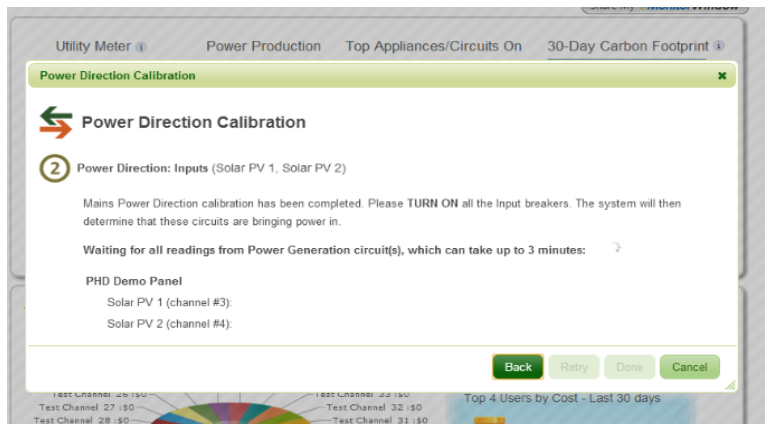 Share My MonitorWindow
Utility Meter Power Production Top Appliances/Circuits On 30-Day Carbon Footprint
Power Direction Calibration
Power Direction Calibration
2 Power Direction: Inputs (Solar PV 1, Solar PV 2)
Mains Power Direction calibration has been completed. Please TURN ON all the Input breakers. The system will then
determine that these circuits are bringing power in.
Waiting for all readings from Power Generation circuit(s), which can take up to 3 minutes:
PHD Demo Panel
Solar PV 1 (channel #3):
Solar PV 2 (channel #4):
Back Retry Done Cancel
Test Channel 26 :$0 Test Channel 33 :$0 Top 4 Users by Cost - Last 30 days
Test Channel 27 :$0 Test Channel 32 :$0
Test Channel 28 :$0 Test Channel 31 :$0